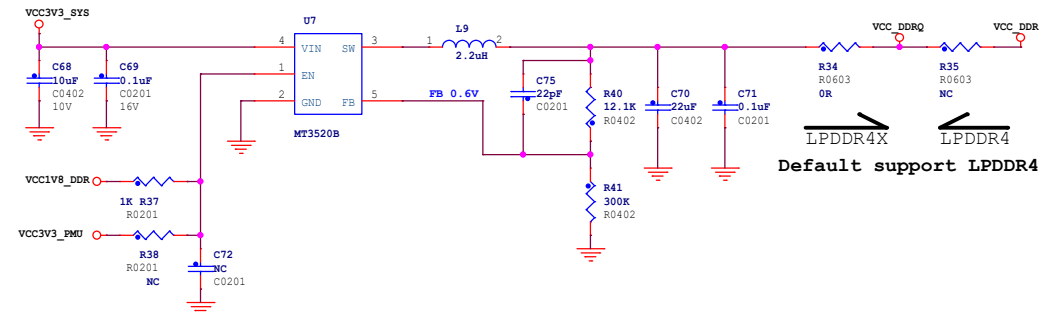 VCC3V3_SYS
U7
L9
VCC_DDRQ
VCC_DDR
4 VIN SW 3
1 2
2.2uH
C68
10uF
C0402
10V
C69
0.1uF
C0201
16V
1 EN
2 GND FB 5
FB 0.6V
MT3520B
C75
22pF
C0201
R40
12.1K
R0402
C70
22uF
C0402
C71
0.1uF
C0201
R34
R0603
0R
R35
R0603
NC
LPDDR4X
LPDDR4
Default support LPDDR4
VCC1V8_DDR
1K R37
R0201
R41
300K
R0402
VCC3V3_PMU
R38
R0201
NC
C72
NC
C0201